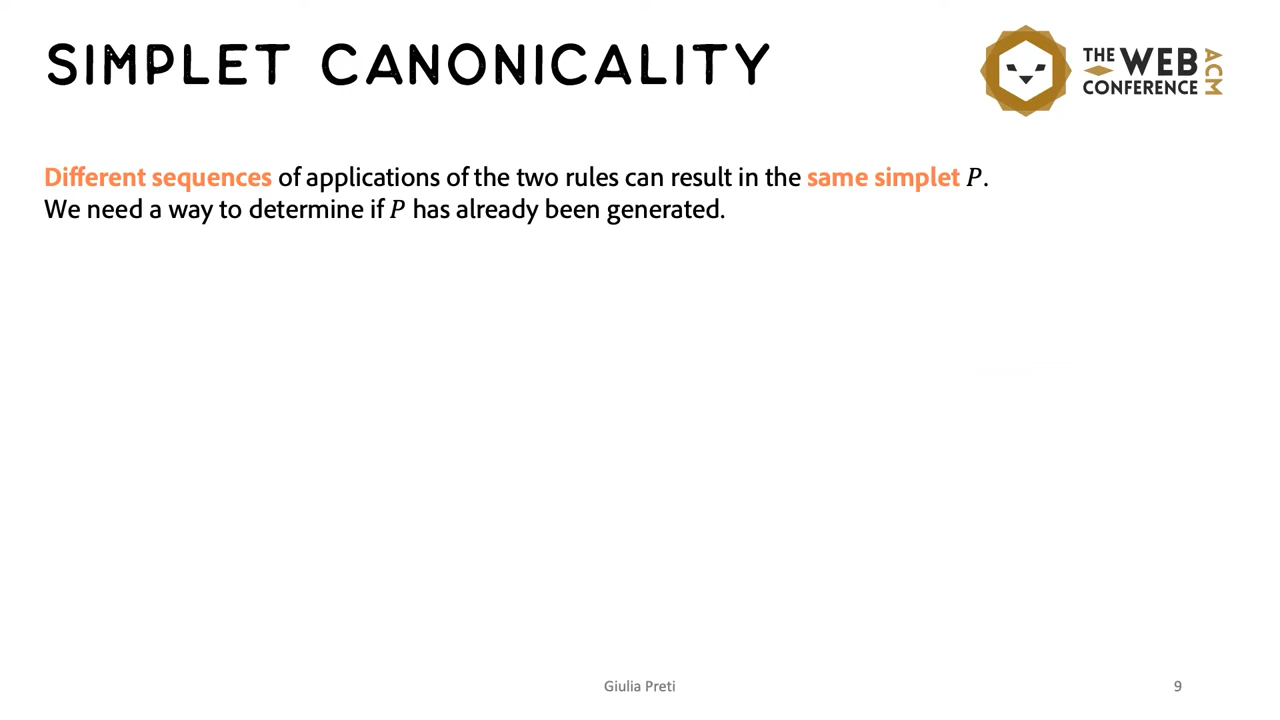 SIMPLET CANONICALITY
THE WEB CONFERENCE ACM
Different sequences of applications of the two rules can result in the same simplet P.
We need a way to determine if P has already been generated.
Giulia Preti
9